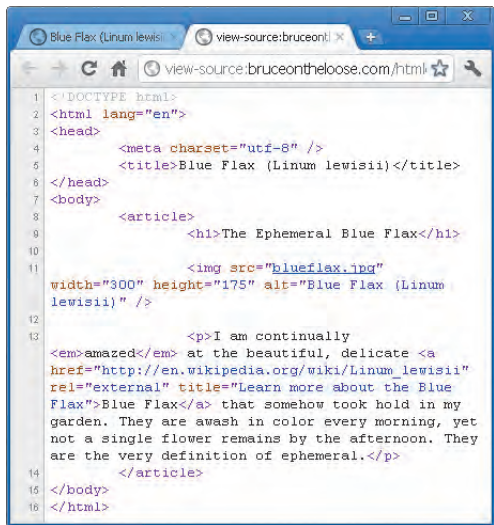 Blue Flax (Linum lewisi
view-source:bruceontl
view-source:bruceontheloose.com/html
1 <!DOCTYPE html>
2 <html lang="en">
3 <head>
4 <meta charset="utf-8" />
5 <title>Blue Flax (Linum lewisii)</title>
6 </head>
7 <body>
8 <article>
9 <h1>The Ephemeral Blue Flax</h1>
10
11 <img src="blueflax.jpg"
width="300" height="175" alt="Blue Flax (Linum
lewisii)" />
12
13 <p>I am continually
<em>amazed</em> at the beautiful, delicate <a
href="http://en.wikipedia.org/wiki/Linum_lewisii"
rel="external" title="Learn more about the Blue
Flax">Blue Flax</a> that somehow took hold in my
garden. They are awash in color every morning, yet
not a single flower remains by the afternoon. They
are the very definition of ephemeral.</p>
14 </article>
15 </body>
16 </html>